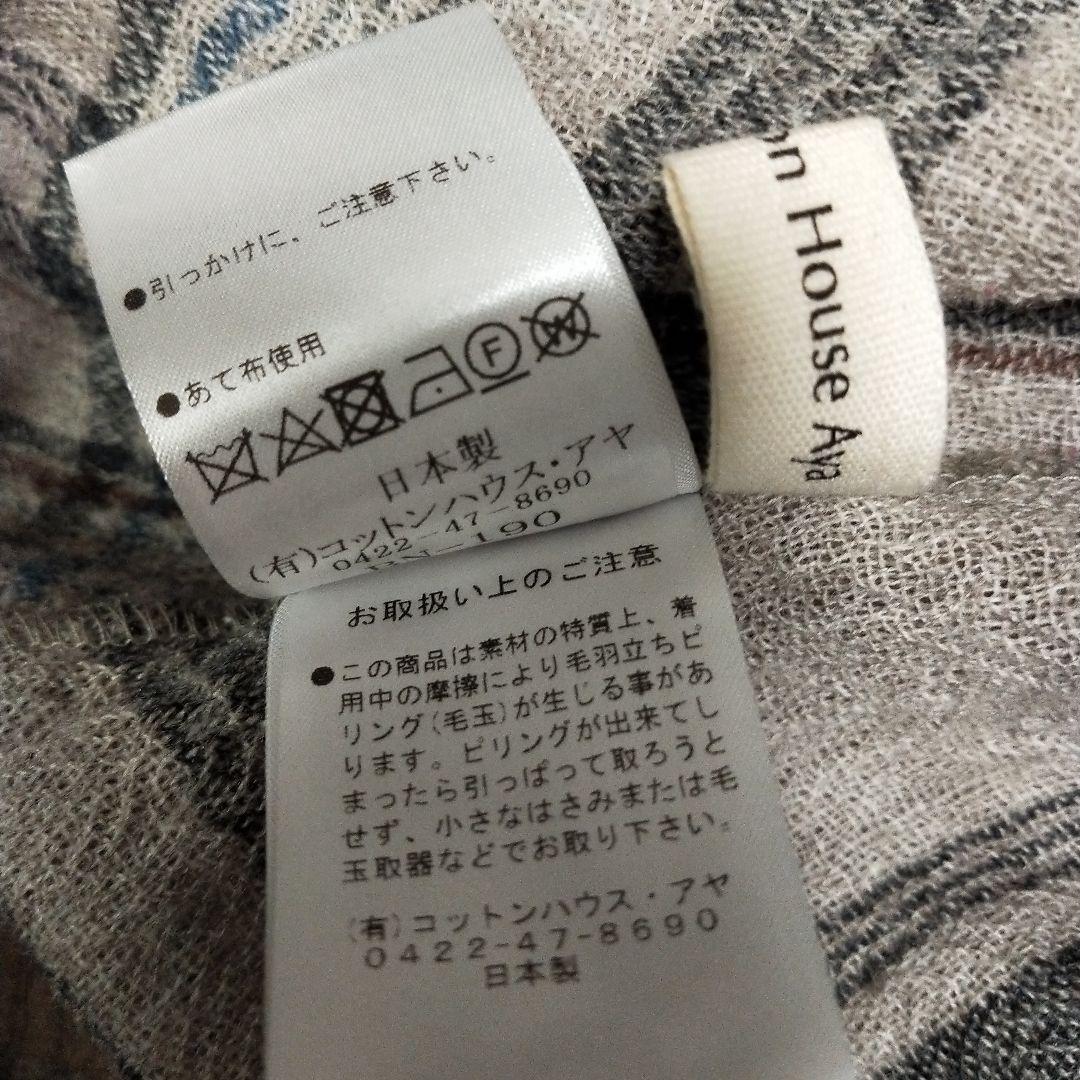 ●引っかけに、ご注意下さい。
●あて布使用
F W
日本製
(有)コットンハウス・アヤ
0422-47-8690
-190
お取扱い上のご注意
●この商品は素材の特質上、着
用中の摩擦により毛羽立ちピ
リング(毛玉)が生じる事があ
ります。ピリングが出来てし
まったら引っぱって取ろうと
せず、小さなはさみまたは毛
玉取器などでお取り下さい。
(有)コットンハウス・アヤ
0422-47-8690
日本製
on House Aya